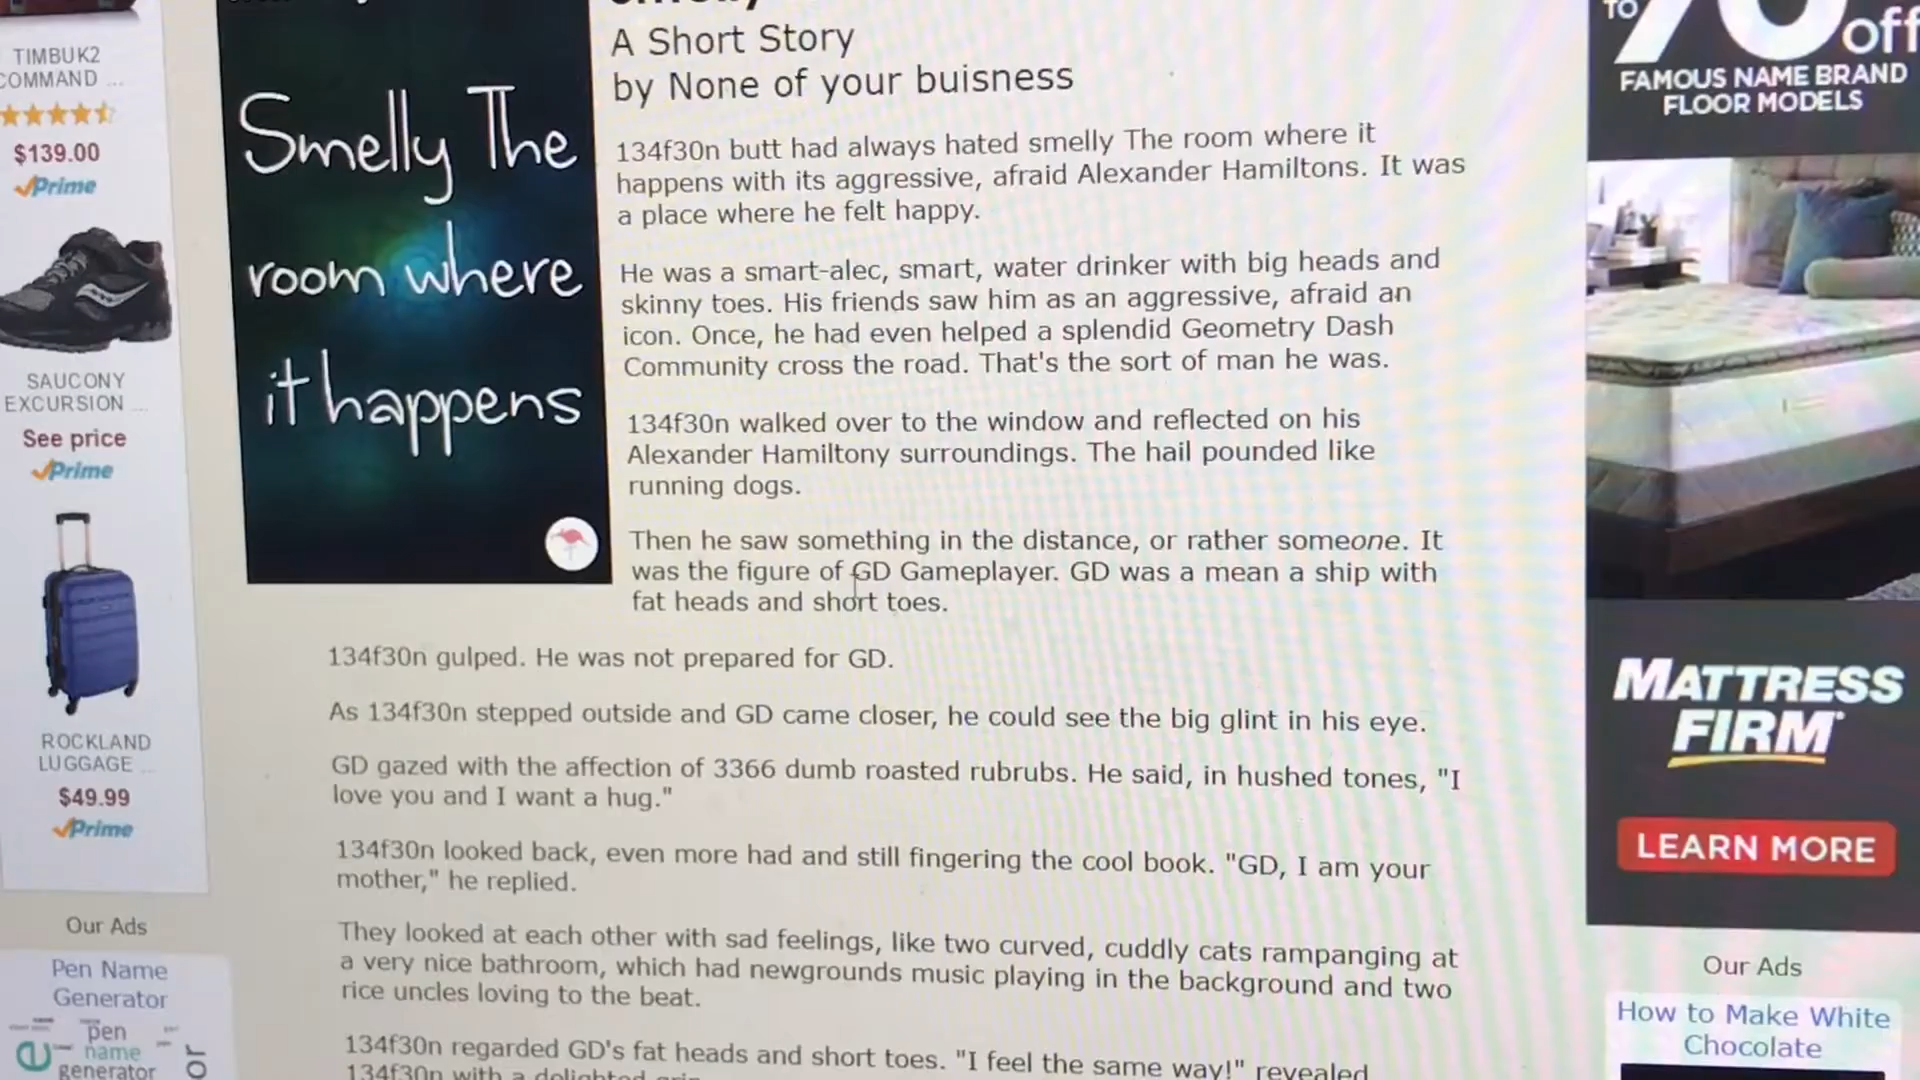 TIMBUK2
COMMAND ...
$139.00
Prime
SAUCONY
EXCURSION ...
See price
Prime
ROCKLAND
LUGGAGE ...
$49.99
Prime
Our Ads
Pen Name
Generator
pen
name
generator
Smelly The
room where
it happens
A Short Story
by None of your buisness
134f30n butt had always hated smelly The room where it
happens with its aggressive, afraid Alexander Hamiltons. It was
a place where he felt happy.
He was a smart-alec, smart, water drinker with big heads and
skinny toes. His friends saw him as an aggressive, afraid an
icon. Once, he had even helped a splendid Geometry Dash
Community cross the road. That's the sort of man he was.
134f30n walked over to the window and reflected on his
Alexander Hamiltony surroundings. The hail pounded like
running dogs.
Then he saw something in the distance, or rather someone. It
was the figure of GD Gameplayer. GD was a mean a ship with
fat heads and short toes.
134f30n gulped. He was not prepared for GD.
As 134f30n stepped outside and GD came closer, he could see the big glint in his eye.
GD gazed with the affection of 3366 dumb roasted rubrubs. He said, in hushed tones, "I
love you and I want a hug."
134f30n looked back, even more had and still fingering the cool book. "GD, I am your
mother," he replied.
They looked at each other with sad feelings, like two curved, cuddly cats rampanging at
a very nice bathroom, which had newgrounds music playing in the background and two
rice uncles loving to the beat.
134f30n regarded GD's fat heads and short toes. "I feel the same way!" revealed
134f30n with a delighted grin.
TO 70 off
FAMOUS NAME BRAND
FLOOR MODELS
MATTRESS
FIRM
LEARN MORE
Our Ads
How to Make White
Chocolate